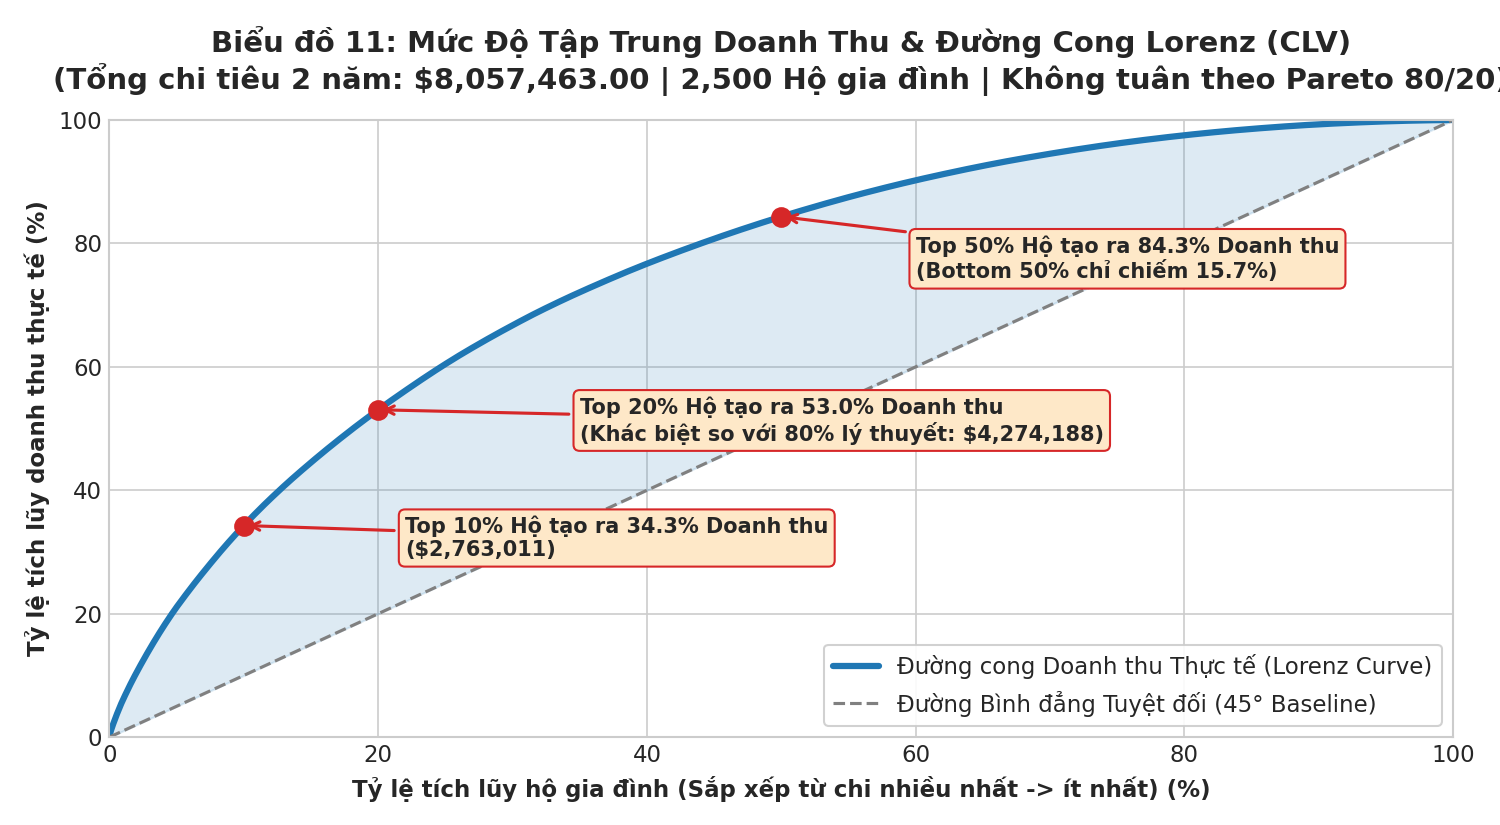 Biểu đồ 11: Mức Độ Tập Trung Doanh Thu & Đường Cong Lorenz (CLV)
(Tổng chi tiêu 2 năm: $8,057,463.00 | 2,500 Hộ gia đình | Không tuân theo Pareto 80/20)
Tỷ lệ tích lũy doanh thu thực tế (%)
100
80
60
40
20
0
Top 50% Hộ tạo ra 84.3% Doanh thu
(Bottom 50% chỉ chiếm 15.7%)
Top 20% Hộ tạo ra 53.0% Doanh thu
(Khác biệt so với 80% lý thuyết: $4,274,188)
Top 10% Hộ tạo ra 34.3% Doanh thu
($2,763,011)
Đường cong Doanh thu Thực tế (Lorenz Curve)
Đường Bình đẳng Tuyệt đối (45° Baseline)
0
20
40
60
80
100
Tỷ lệ tích lũy hộ gia đình (Sắp xếp từ chi nhiều nhất -> ít nhất) (%)